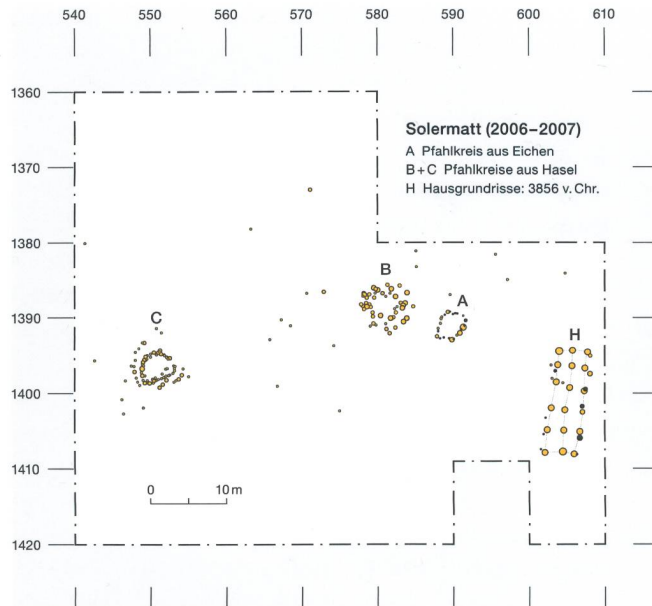 540 550 560 570 580 590 600 610
1360
Solermatt (2006–2007)
A Pfahlkreis aus Eichen
B+C Pfahlkreise aus Hasel
H Hausgrundrisse: 3856 v. Chr.
1370
1380
B
A
1390
C
H
1400
1410
0 10 m
1420